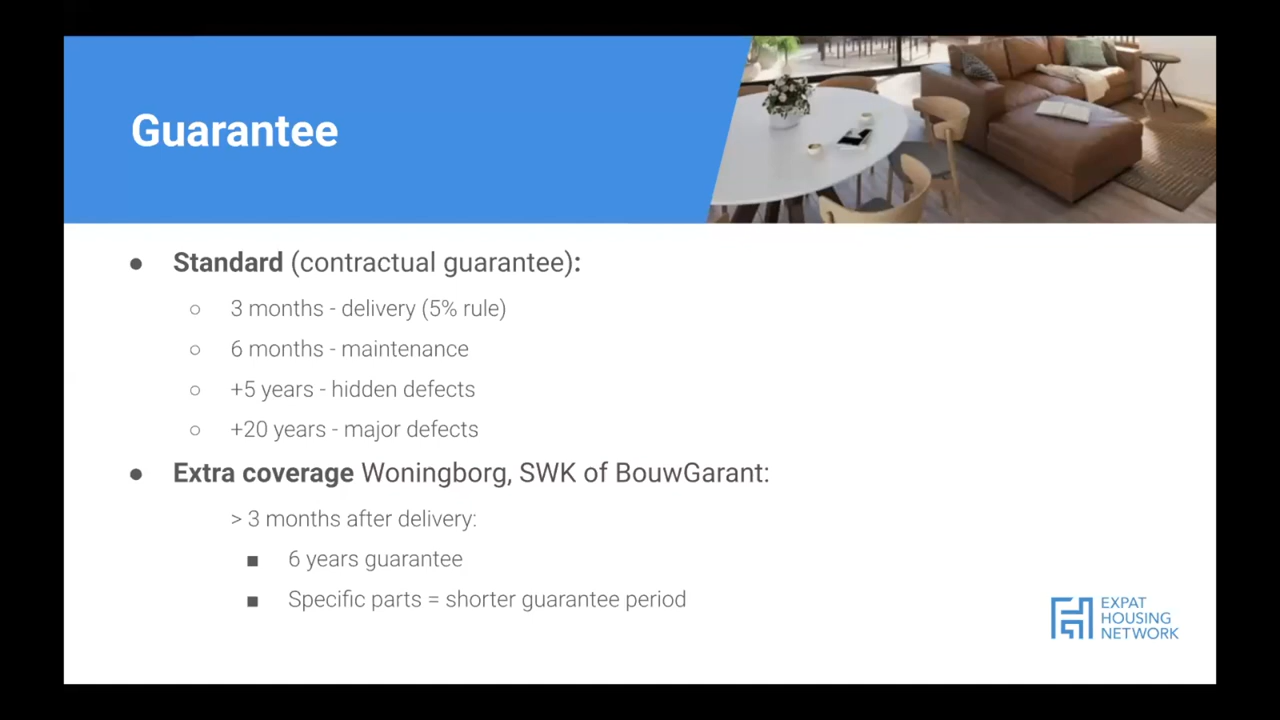 Guarantee
● Standard (contractual guarantee):
○ 3 months - delivery (5% rule)
○ 6 months - maintenance
○ +5 years - hidden defects
○ +20 years - major defects
● Extra coverage Woningborg, SWK of BouwGarant:
> 3 months after delivery:
■ 6 years guarantee
■ Specific parts = shorter guarantee period
EXPAT
HOUSING
NETWORK